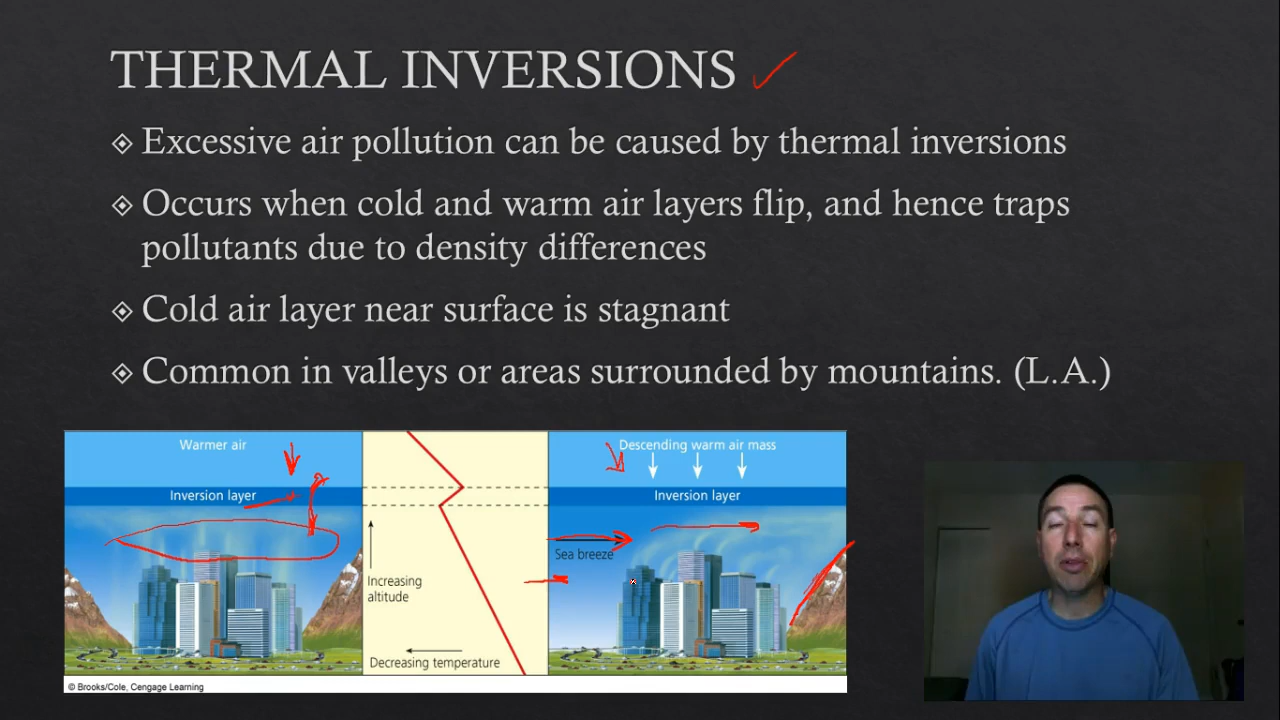 THERMAL INVERSIONS
Excessive air pollution can be caused by thermal inversions
Occurs when cold and warm air layers flip, and hence traps
pollutants due to density differences
Cold air layer near surface is stagnant
Common in valleys or areas surrounded by mountains. (L.A.)
Warmer air
Inversion layer
Increasing
altitude
Decreasing temperature
Descending warm air mass
Inversion layer
Sea breeze
© Brooks/Cole, Cengage Learning